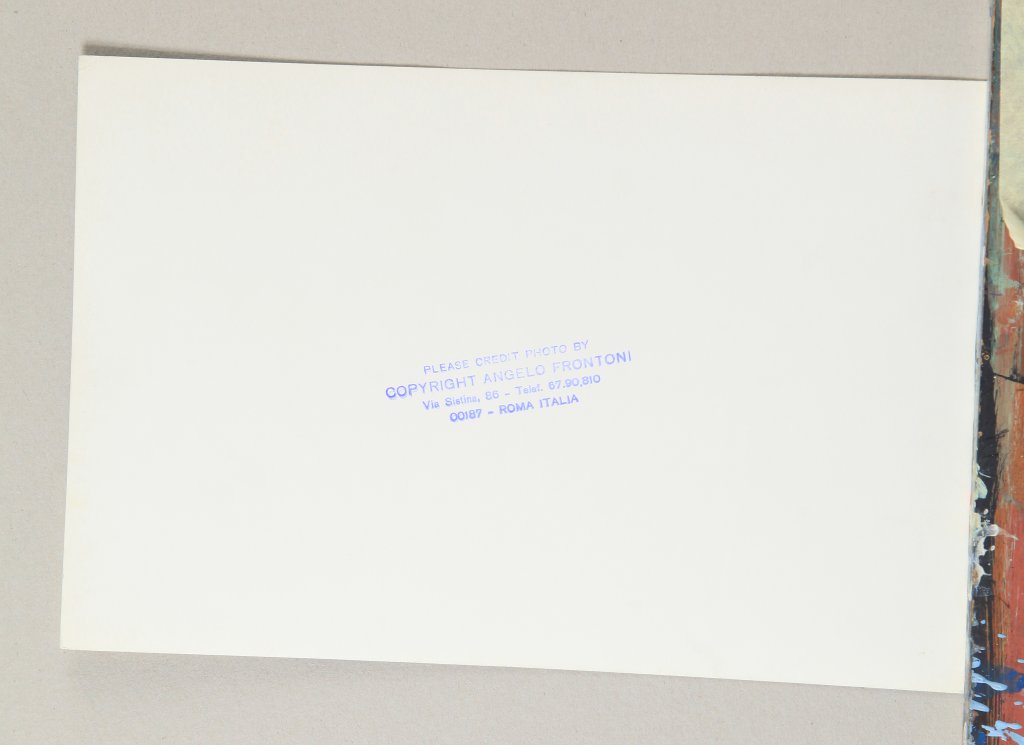 PLEASE CREDIT PHOTO BY
COPYRIGHT ANGELO FRONTONI
Via Sistina, 86 - Telef. 67.90.810
00187 - ROMA ITALIA